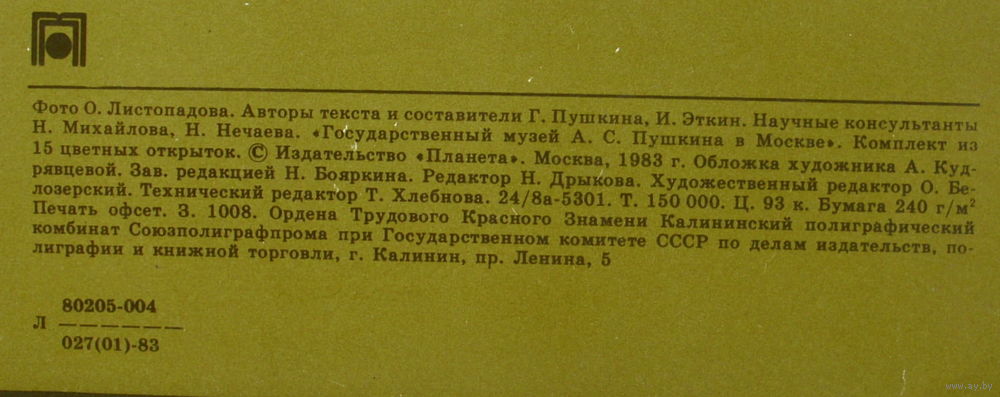 Фото О. Листопадова. Авторы текста и составители Г. Пушкина, И. Эткин. Научные консультанты
Н. Михайлова, Н. Нечаева. «Государственный музей А. С. Пушкина в Москве». Комплект из
15 цветных открыток. © Издательство «Планета». Москва, 1983 г. Обложка художника А. Куд-
рявцевой. Зав. редакцией Н. Бояркина. Редактор Н. Дрыкова. Художественный редактор О. Бе-
лозерский. Технический редактор Т. Хлебнова. 24/8а-5301. Т. 150 000. Ц. 93 к. Бумага 240 г/м²
Печать офсет. З. 1008. Ордена Трудового Красного Знамени Калининский полиграфический
комбинат Союзполиграфпрома при Государственном комитете СССР по делам издательств, по-
лиграфии и книжной торговли, г. Калинин, пр. Ленина, 5
80205-004
Л
027(01)-83
www.ay.by